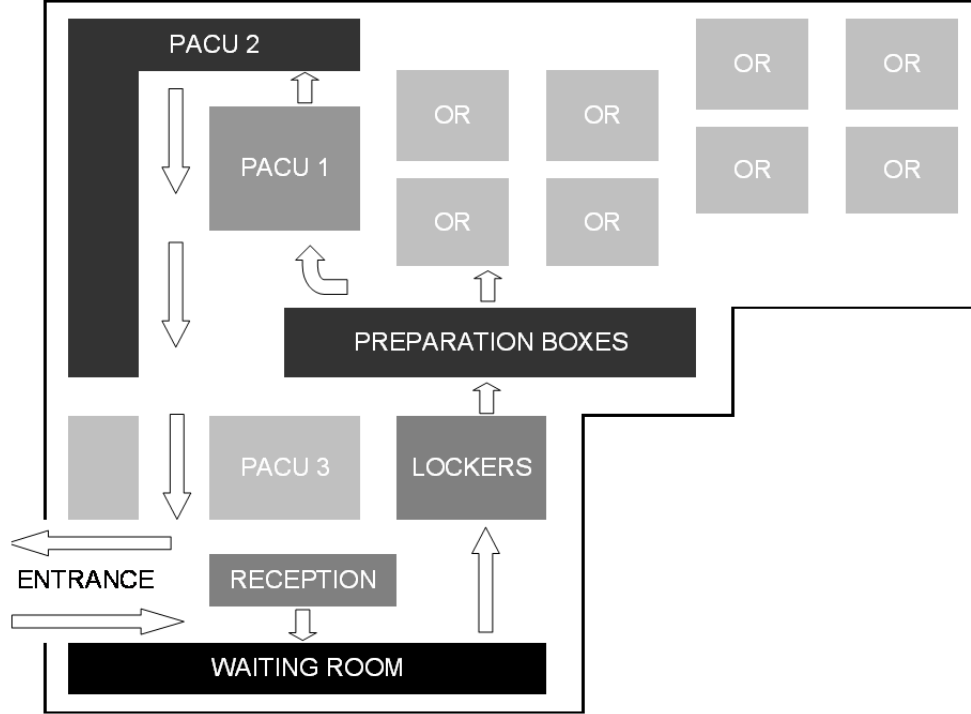 PACU 2
OR
OR
OR
OR
PACU 1
OR
OR
OR
OR
PREPARATION BOXES
PACU 3
LOCKERS
RECEPTION
ENTRANCE
WAITING ROOM